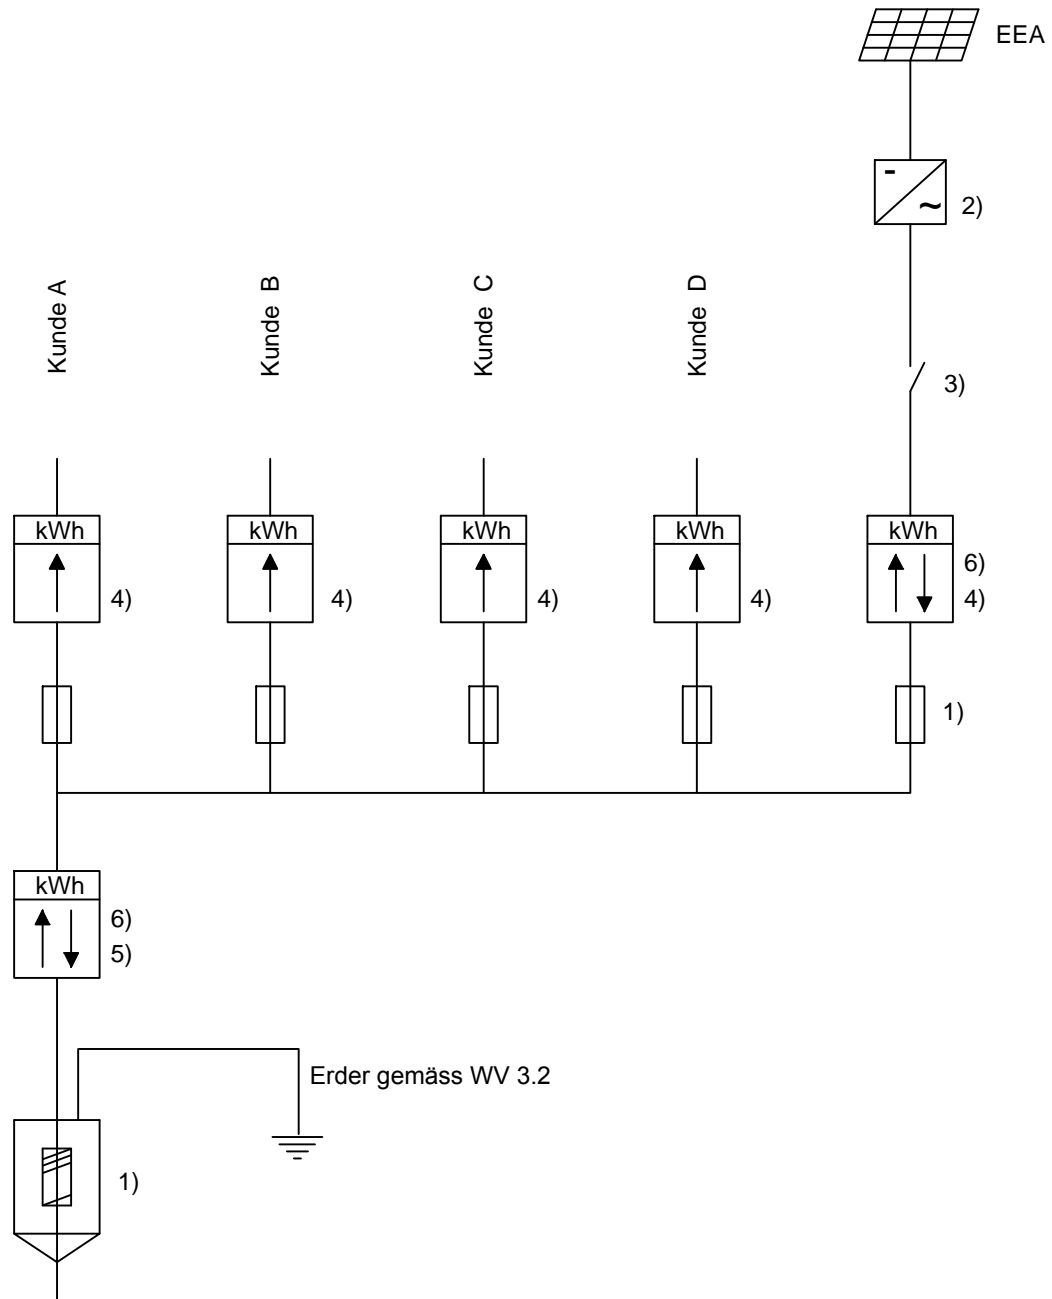 EEA
-
~
2)
Kunde A
Kunde B
Kunde C
Kunde D
3)
kWh
kWh
kWh
kWh
kWh
6)
4)
4)
4)
4)
4)
1)
kWh
6)
5)
Erder gemäss WV 3.2
1)